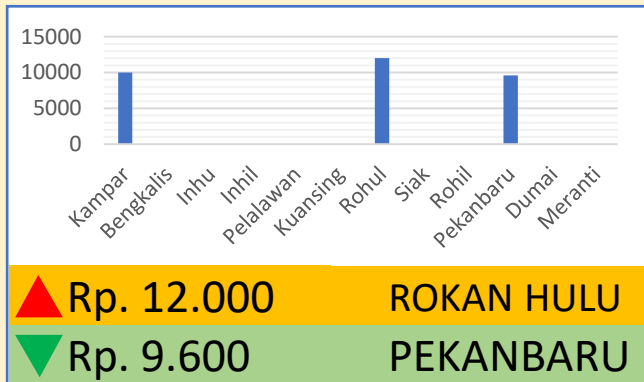 15000
10000
5000
0
Kampar
Bengkalis
Inhu
Inhil
Pelalawan
Kuansing
Rohul
Siak
Rohil
Pekanbaru
Dumai
Meranti
Rp. 12.000 ROKAN HULU
Rp. 9.600 PEKANBARU